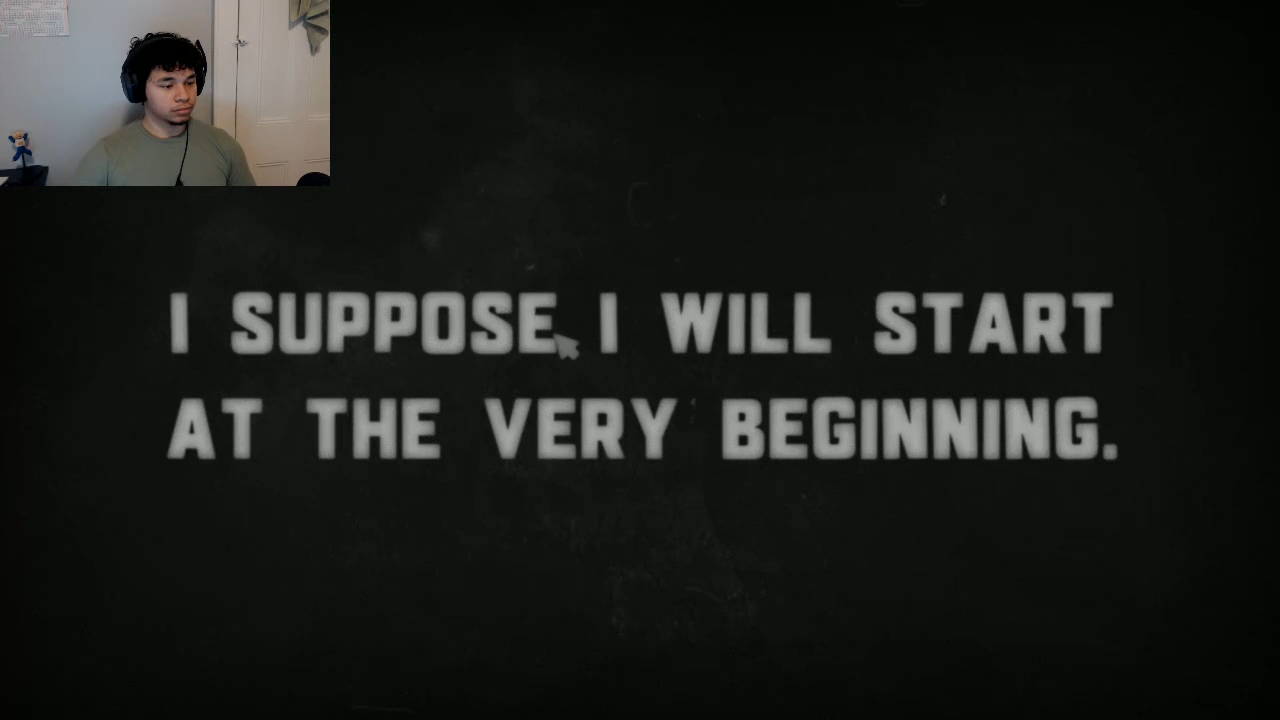 I SUPPOSE I WILL START
AT THE VERY BEGINNING.